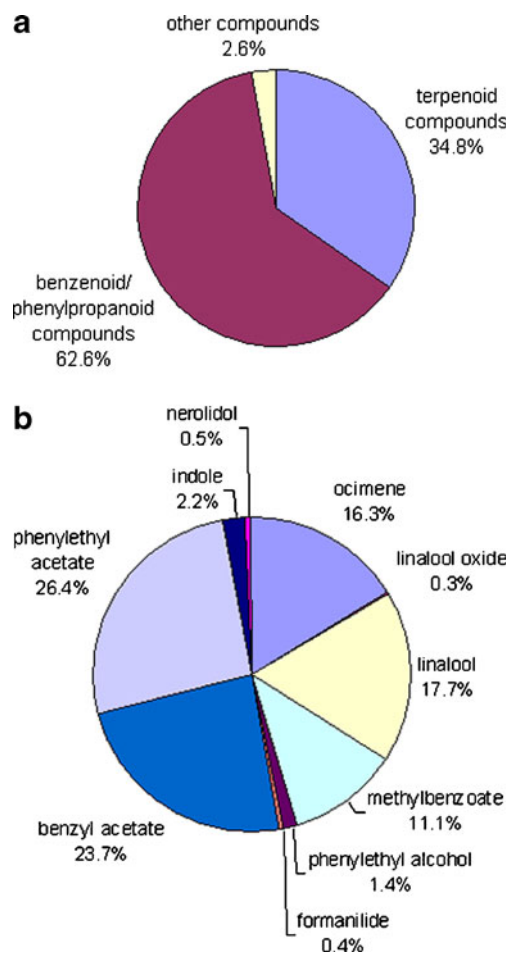 a
other compounds
2.6%
terpenoid
compounds
34.8%
benzenoid/
phenylpropanoid
compounds
62.6%
b
nerolidol
0.5%
indole
2.2%
ocimene
16.3%
phenylethyl
acetate
26.4%
linalool oxide
0.3%
linalool
17.7%
methylbenzoate
11.1%
benzyl acetate
23.7%
phenylethyl alcohol
1.4%
formanilide
0.4%